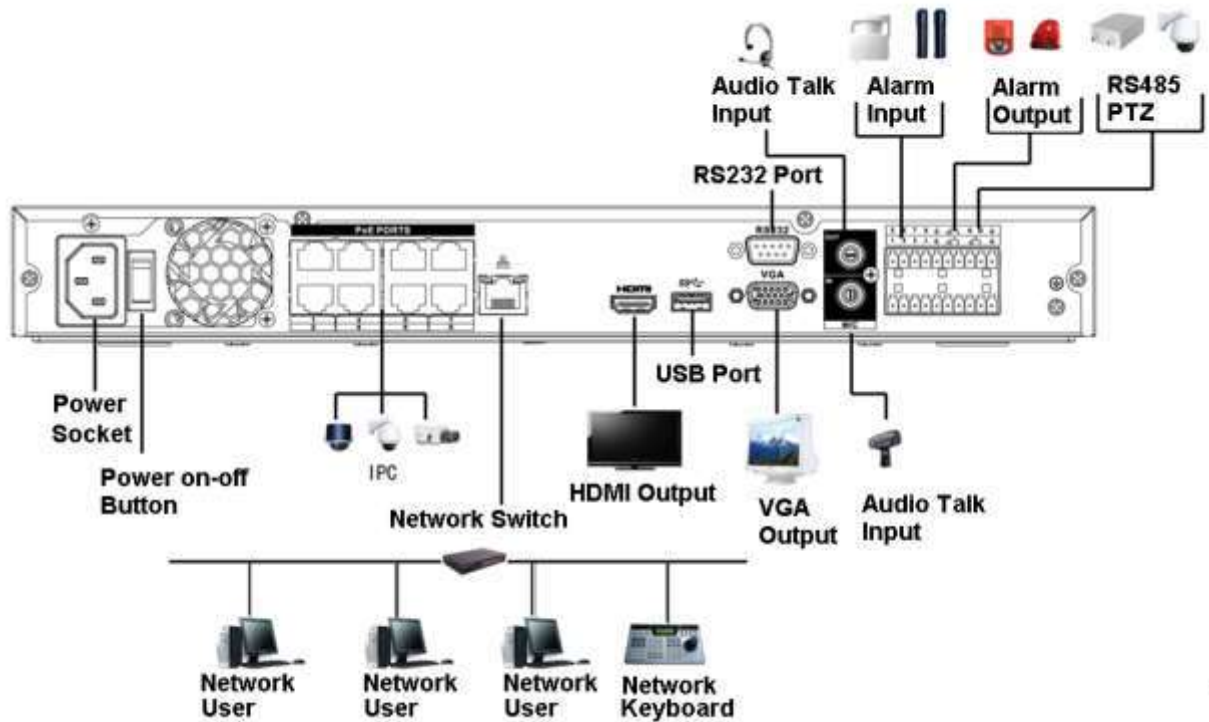 Audio Talk
Input
Alarm
Input
Alarm
Output
RS485
PTZ
RS232 Port
PoE PORTS
RS232
VGA
HDMI
Power
Socket
Power on-off
Button
IPC
Network Switch
HDMI Output
USB Port
VGA
Output
Audio Talk
Input
Network
User
Network
User
Network
User
Network
Keyboard